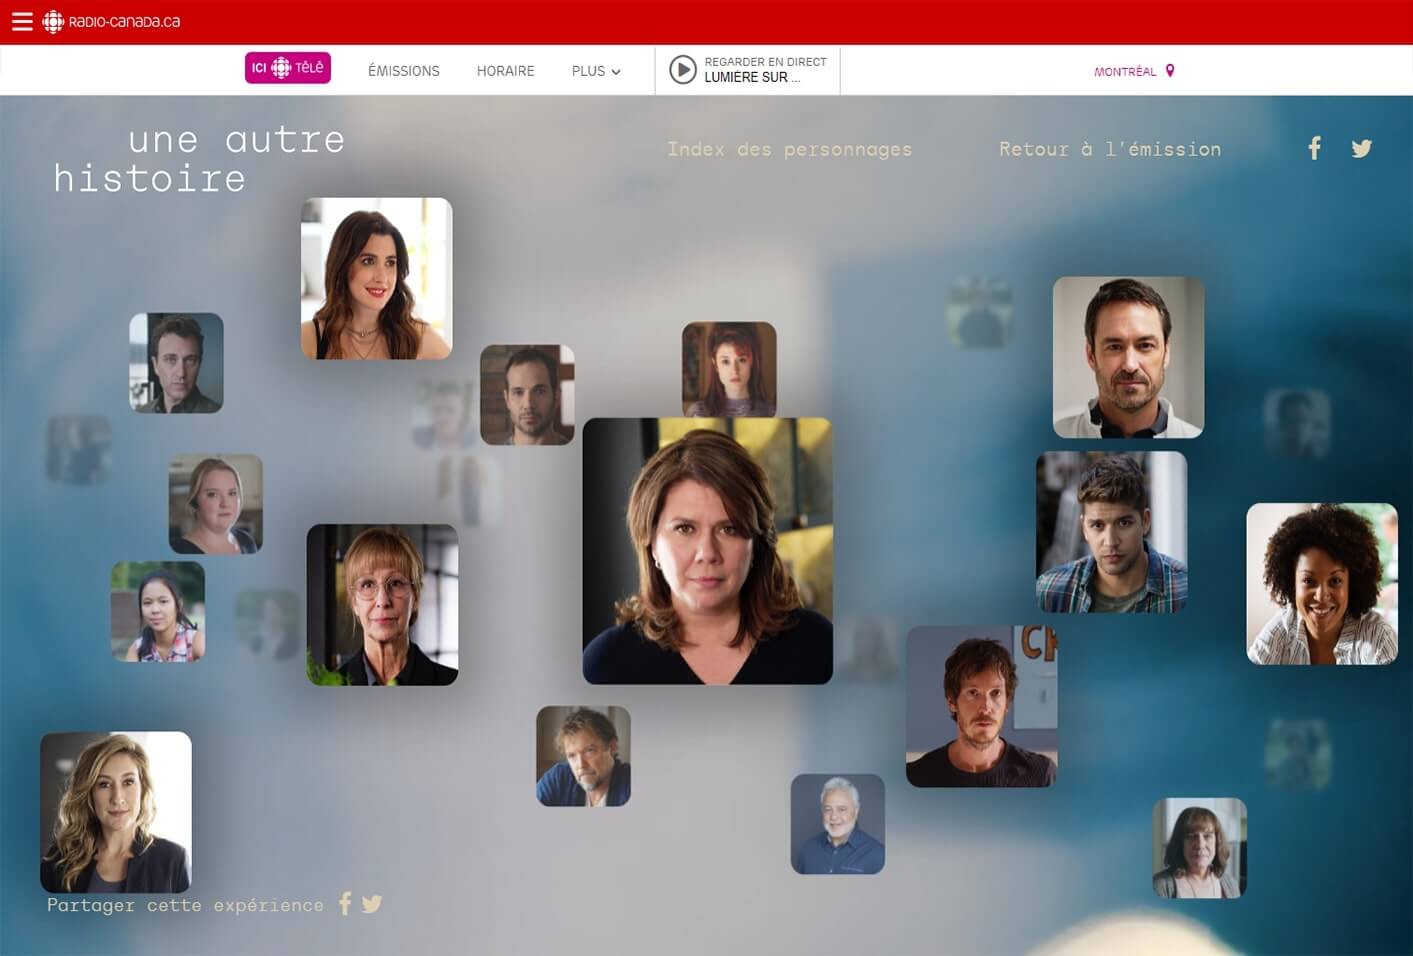 RADIO-CANADA.CA
ICI TÉLÉ
ÉMISSIONS
HORAIRE
PLUS
REGARDER EN DIRECT
LUMIÈRE SUR ...
MONTRÉAL
une autre
histoire
Index des personnages
Retour à l'émission
Partager cette expérience